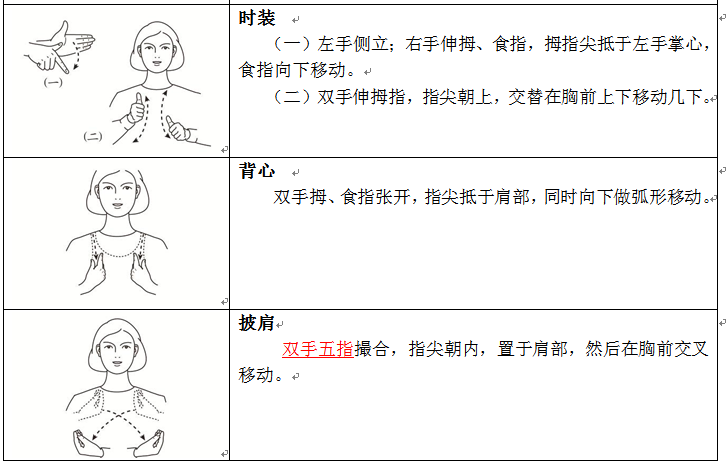 时装
（一）左手侧立；右手伸拇、食指，拇指尖抵于左手掌心，
食指向下移动。
（二）双手伸拇指，指尖朝上，交替在胸前上下移动几下。
(一)
(二)
背心
双手拇、食指张开，指尖抵于肩部，同时向下做弧形移动。
披肩
双手五指撮合，指尖朝内，置于肩部，然后在胸前交叉
移动。